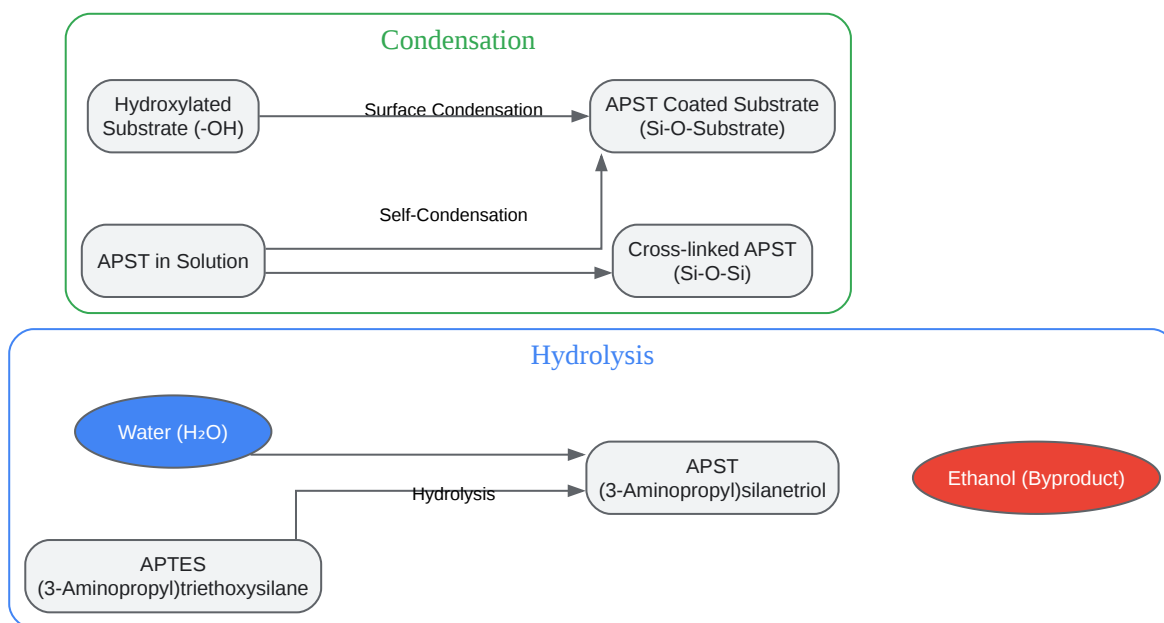 Condensation
Hydroxylated
Substrate (-OH)
Surface Condensation
APST Coated Substrate
(Si-O-Substrate)
Self-Condensation
APST in Solution
Cross-linked APST
(Si-O-Si)
Hydrolysis
Water (H₂O)
APST
(3-Aminopropyl)silanetriol
Ethanol (Byproduct)
Hydrolysis
APTES
(3-Aminopropyl)triethoxysilane